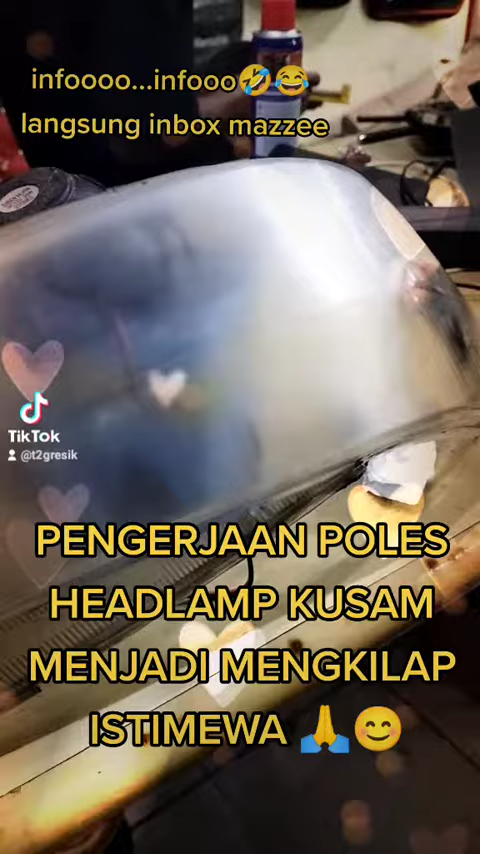 infoooo...infooo🤣😂
langsung inbox mazzee
TikTok
@t2gresik
PENGERJAAN POLES
HEADLAMP KUSAM
MENJADI MENGKILAP
ISTIMEWA 🙏😊